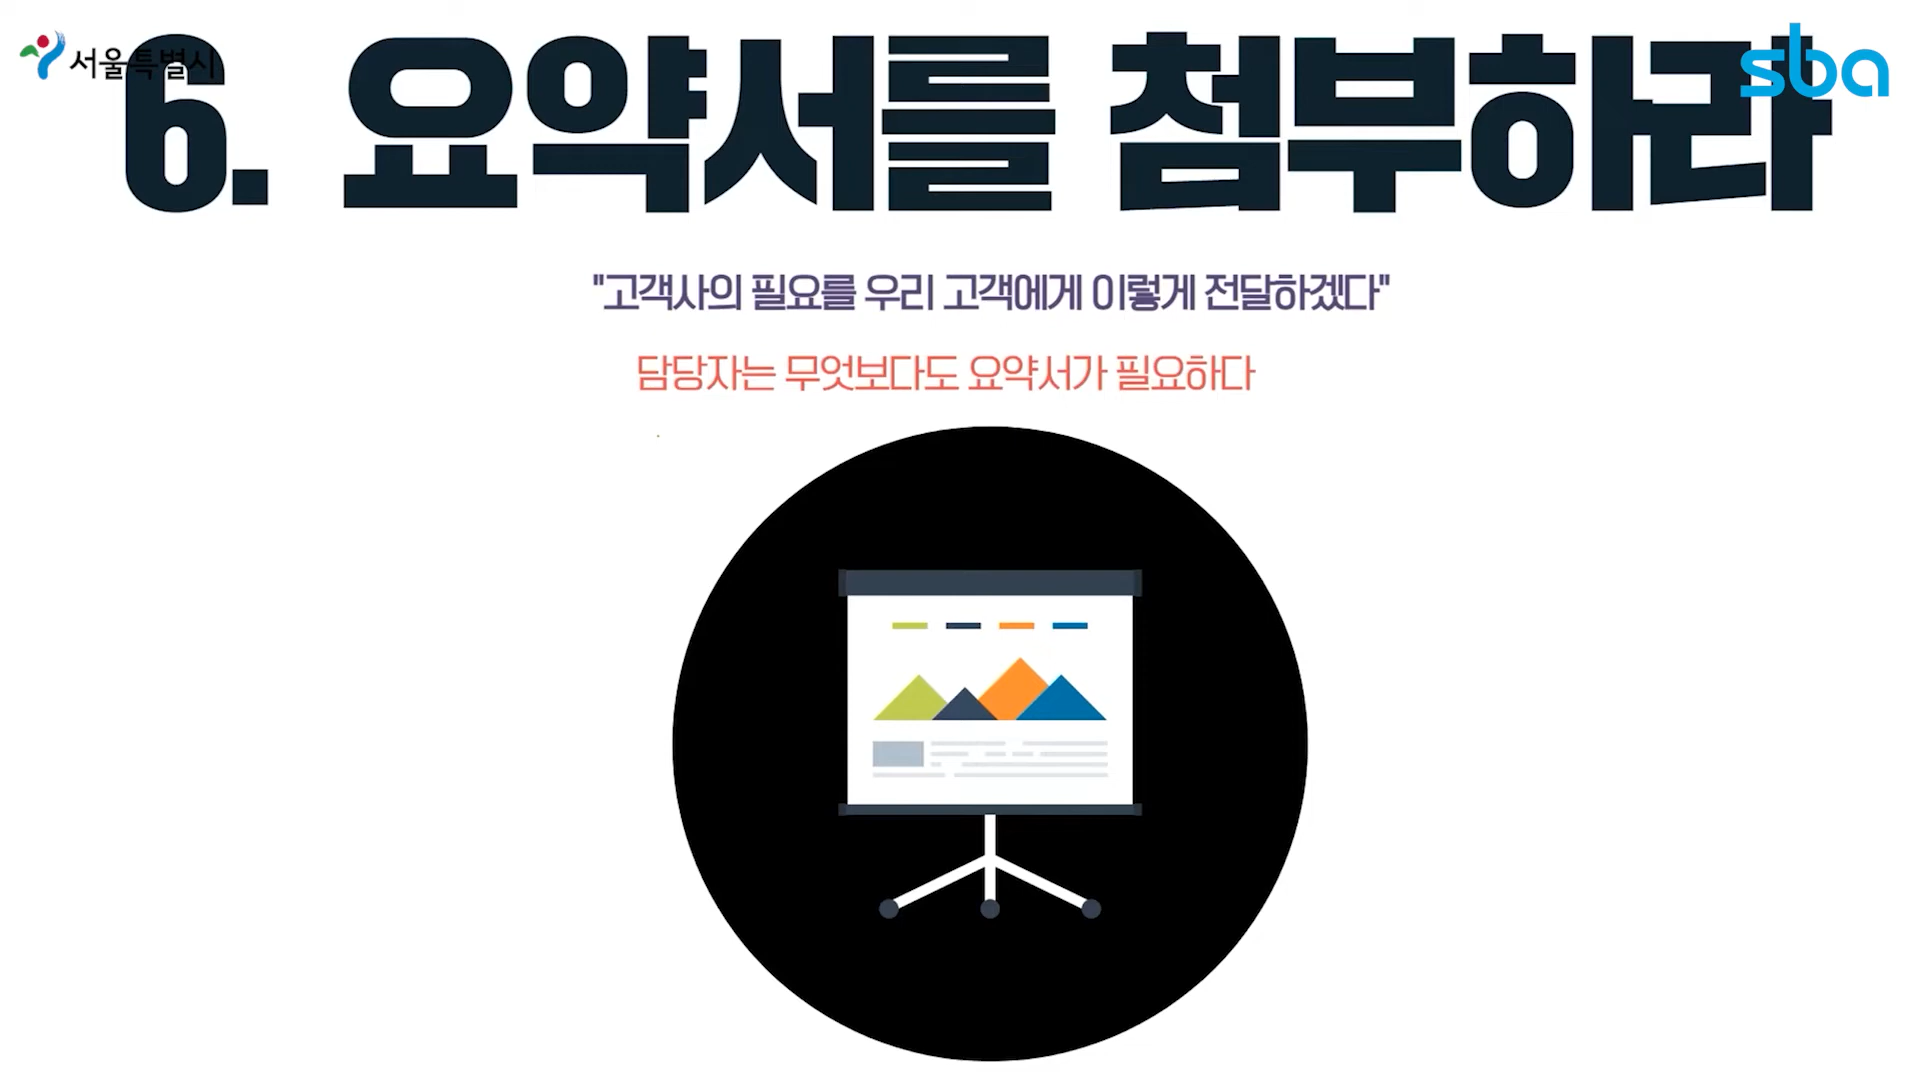 서울특별시
sba
6. 요약서를 첨부하라
"고객사의 필요를 우리 고객에게 이렇게 전달하겠다"
담당자는 무엇보다도 요약서가 필요하다